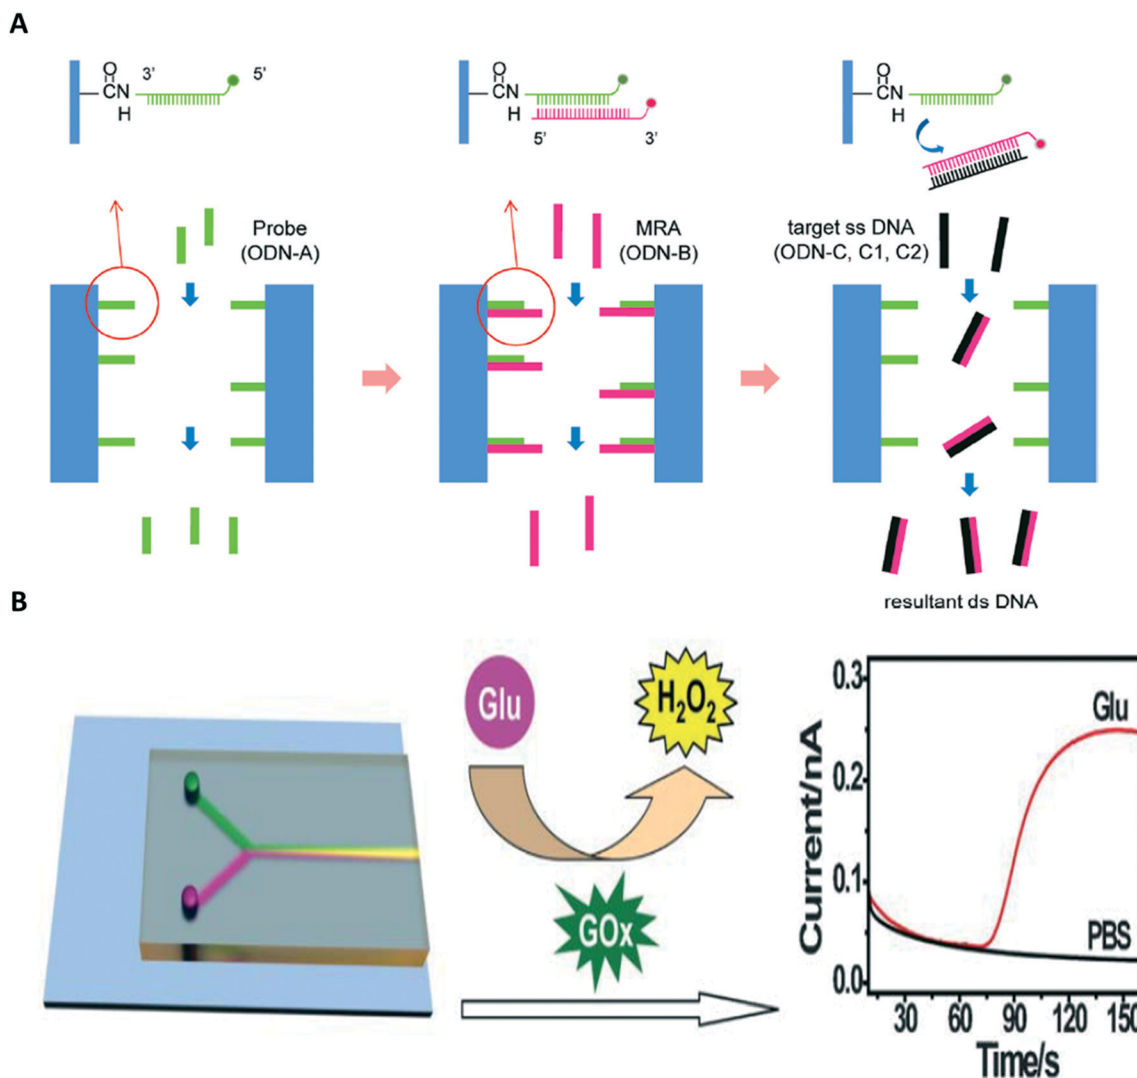 A
O
CN
H
3'
5'
O
CN
H
5'
3'
O
CN
H
Probe
(ODN-A)
MRA
(ODN-B)
target ss DNA
(ODN-C, C1, C2)
resultant ds DNA
B
Glu
H₂O₂
GOx
Current/nA
0.3
0.2
0.1
0.0
Glu
PBS
30
60
90
120
150
Time/s